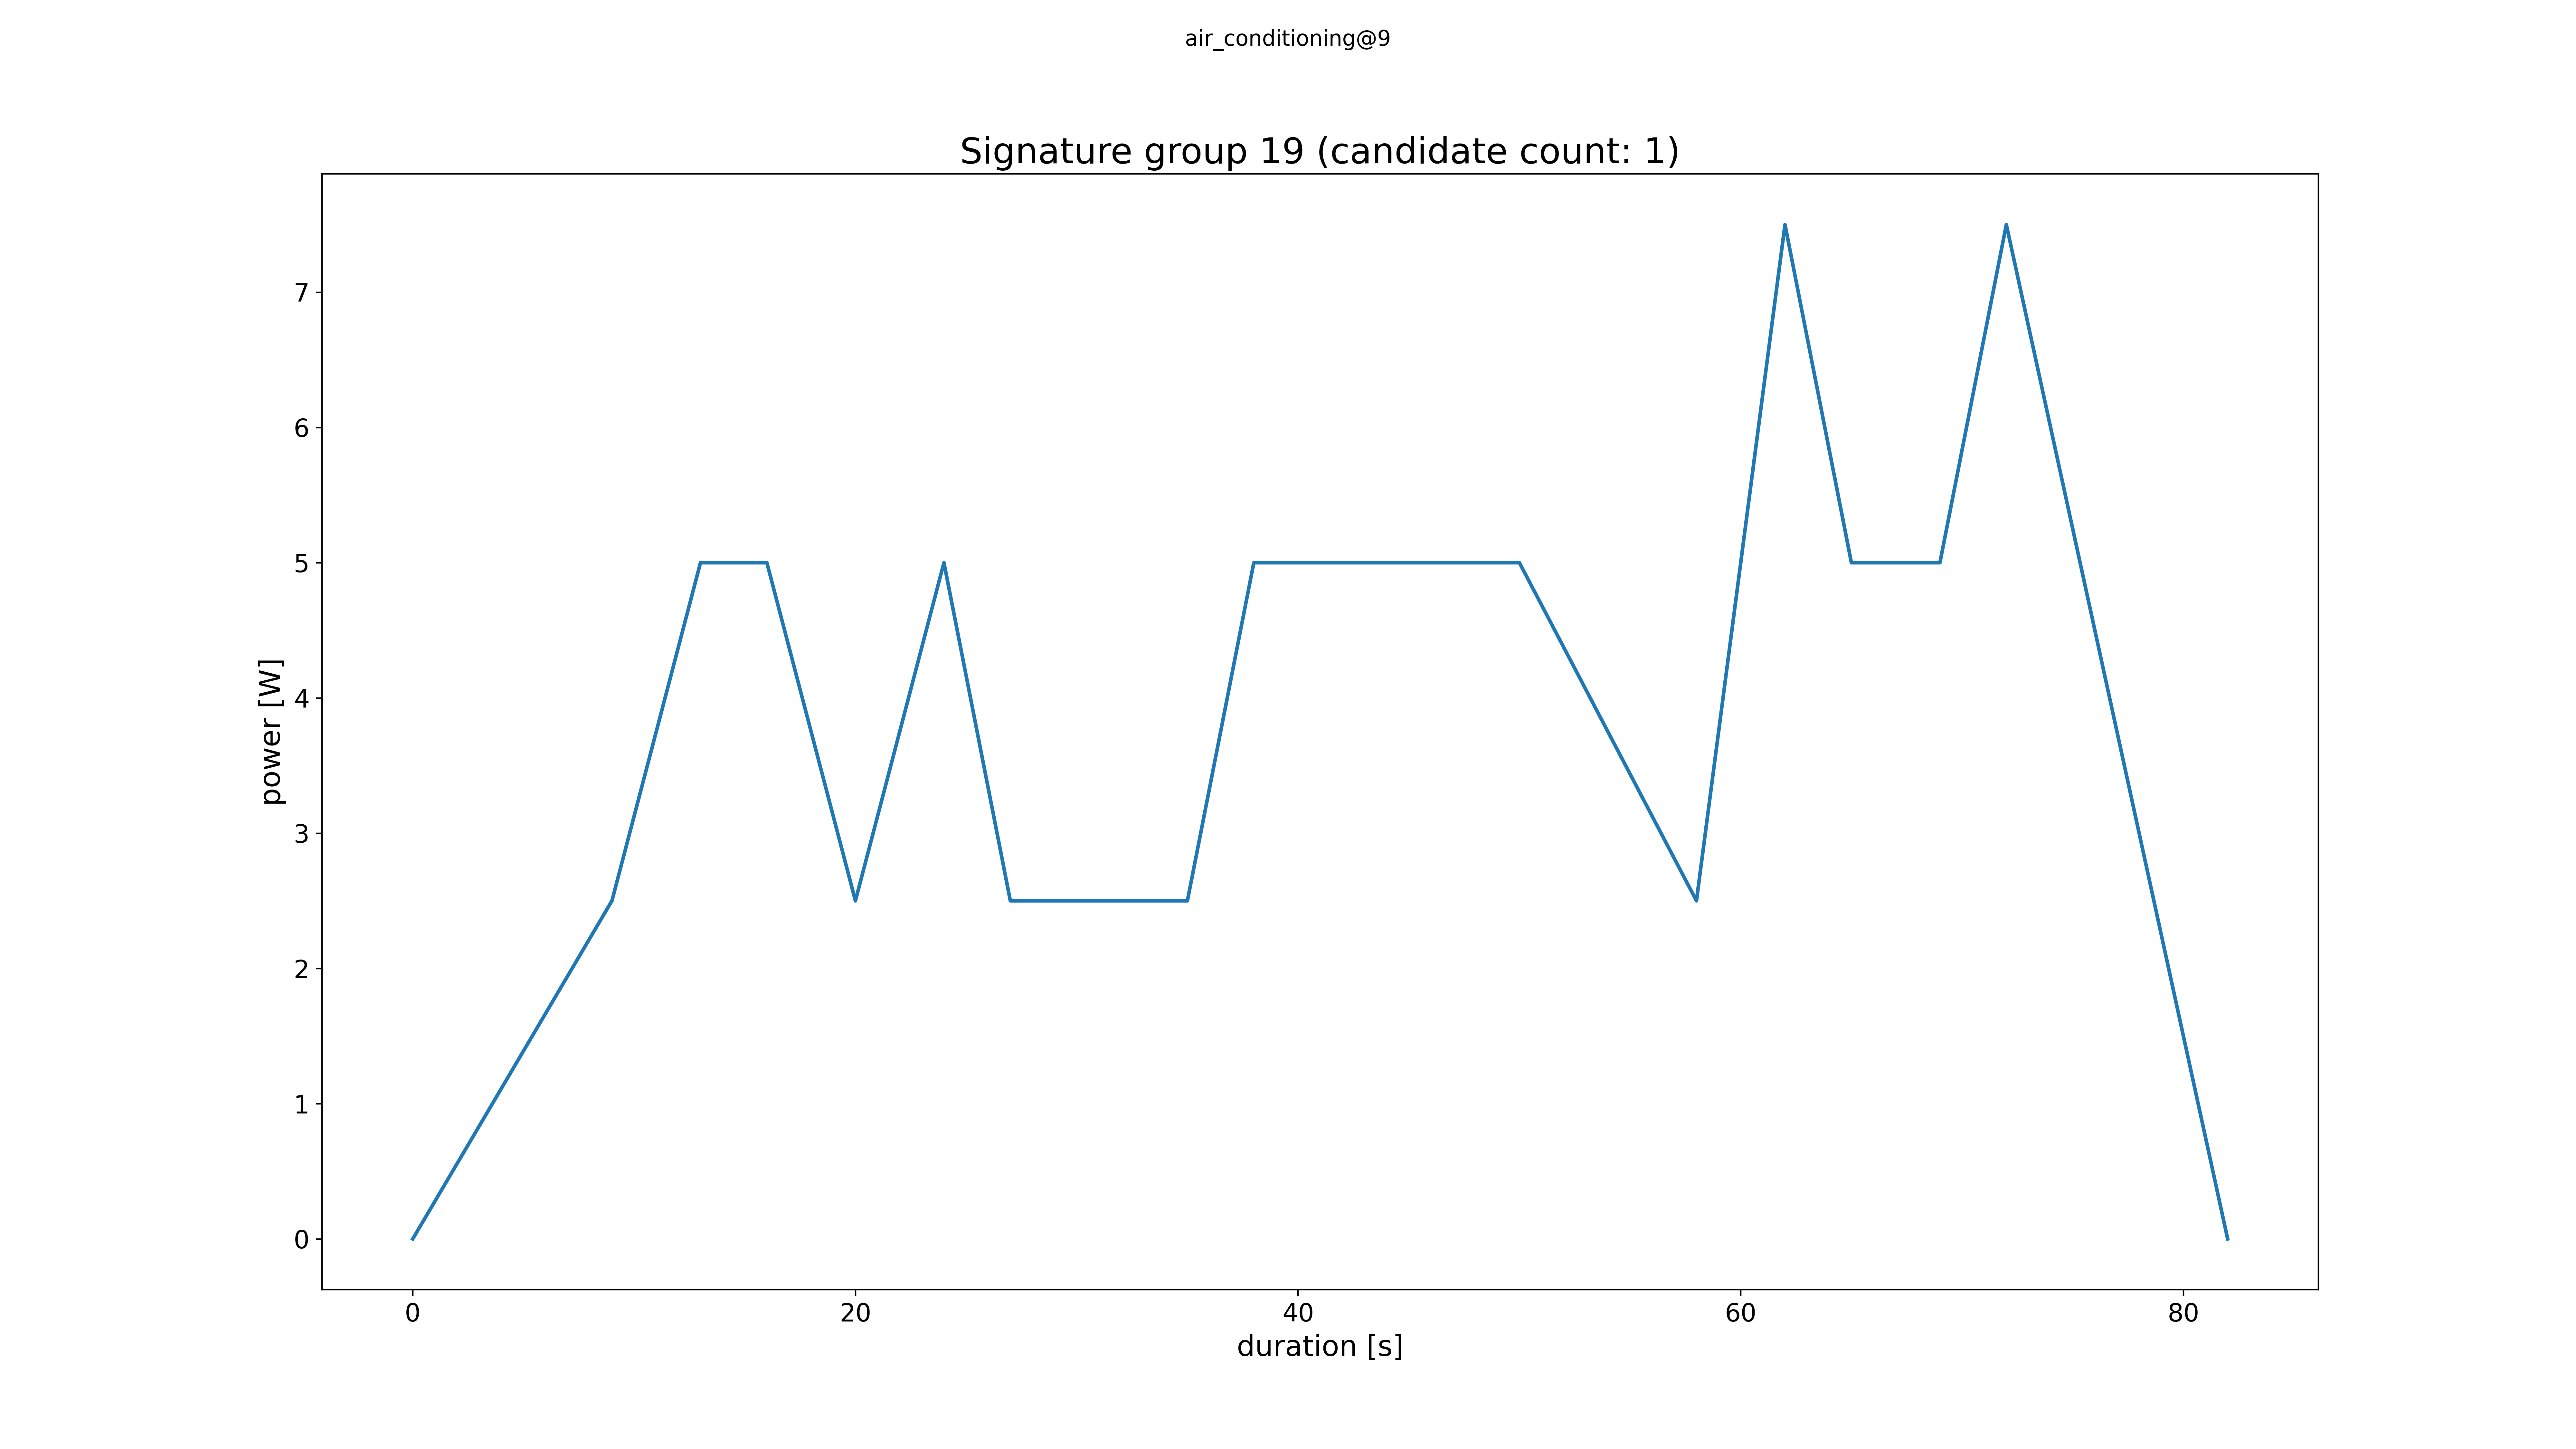 air_conditioning@9
Signature group 19 (candidate count: 1)
power [W]
7
6
5
4
3
2
1
0
0 20 40 60 80
duration [s]